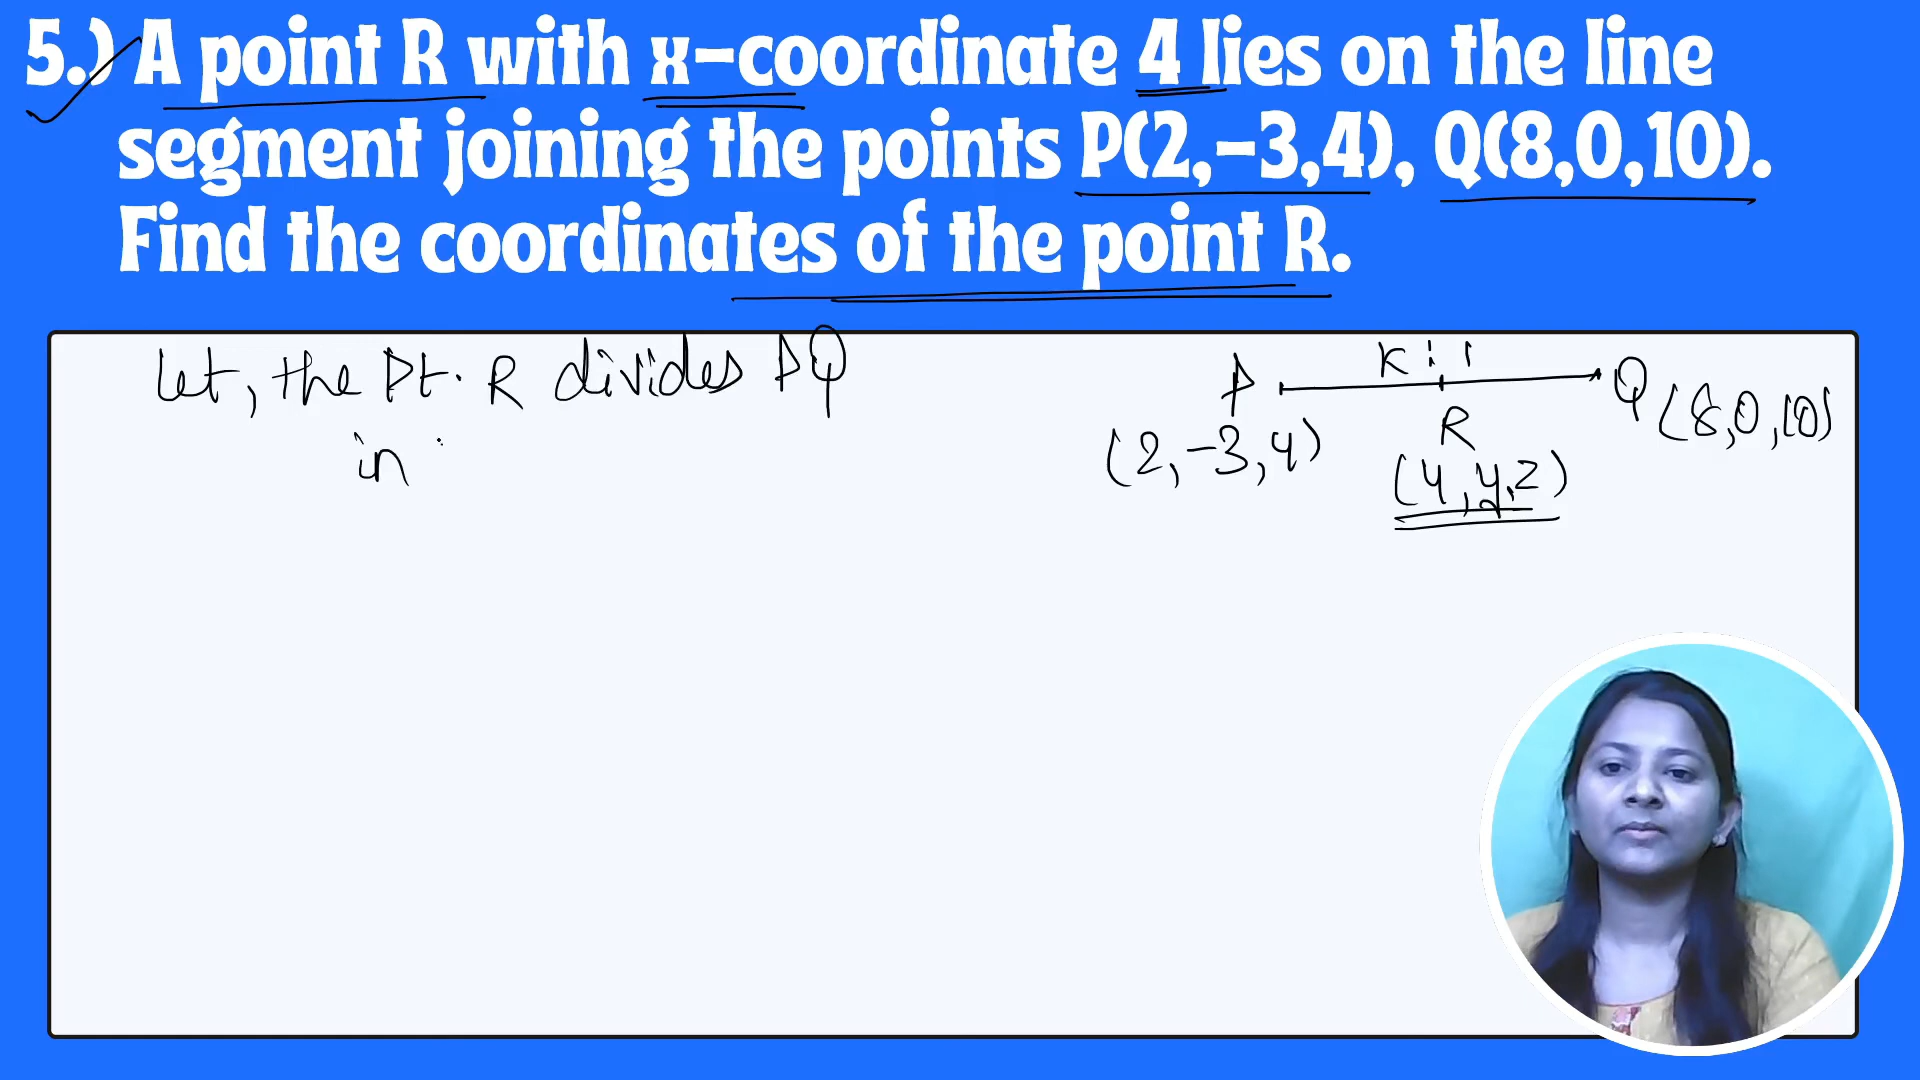 5.) A point R with x-coordinate 4 lies on the line
segment joining the points P(2,-3,4), Q(8,0,10).
Find the coordinates of the point R.
let, the Pt. R divides PQ
in
K : 1
P
Q (8,0,10)
R
(2,-3,4)
(4,y,z)